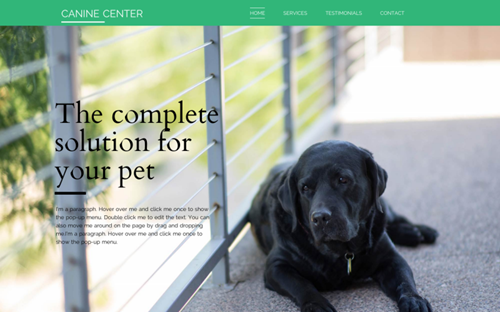 CANINE CENTER
HOME SERVICES TESTIMONIALS CONTACT
The complete
solution for
your pet
I'm a paragraph. Hover over me and click me once to show
the pop-up menu. Double click me to edit the text. You can
also move me around on the page by drag and dropping
me.I'm a paragraph. Hover over me and click me once to
show the pop-up menu.